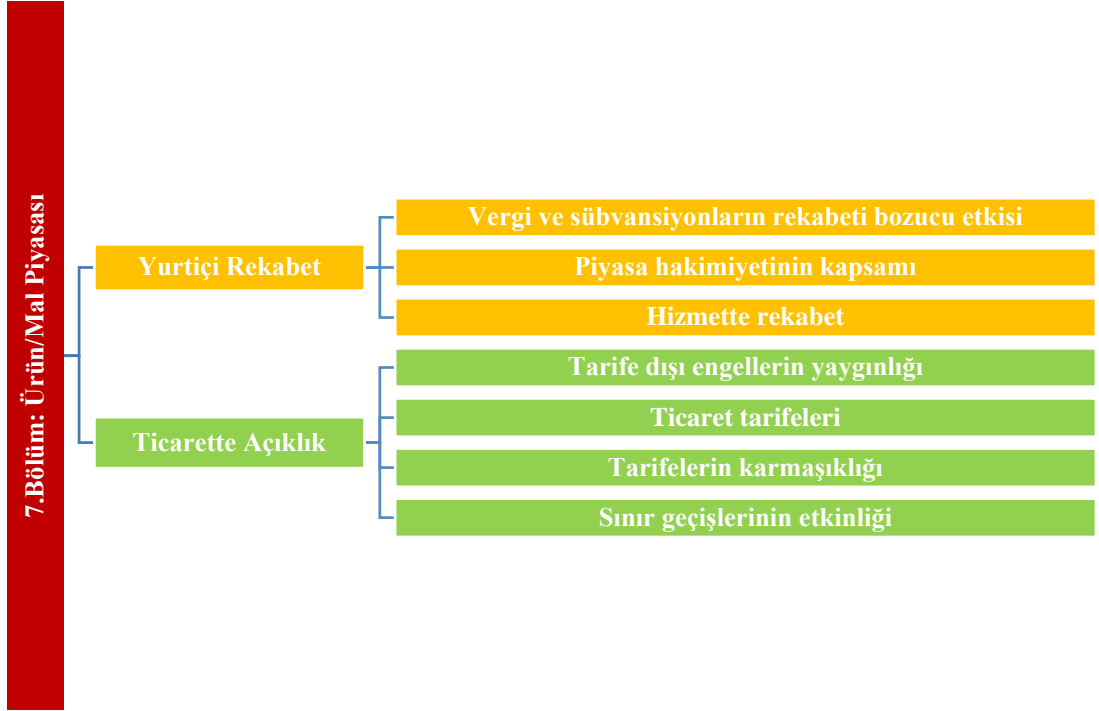 7.Bölüm: Ürün/Mal Piyasası
Yurtiçi Rekabet
Vergi ve sübvansiyonların rekabeti bozucu etkisi
Piyasa hakimiyetinin kapsamı
Hizmette rekabet
Ticarette Açıklık
Tarife dışı engellerin yaygınlığı
Ticaret tarifeleri
Tarifelerin karmaşıklığı
Sınır geçişlerinin etkinliği